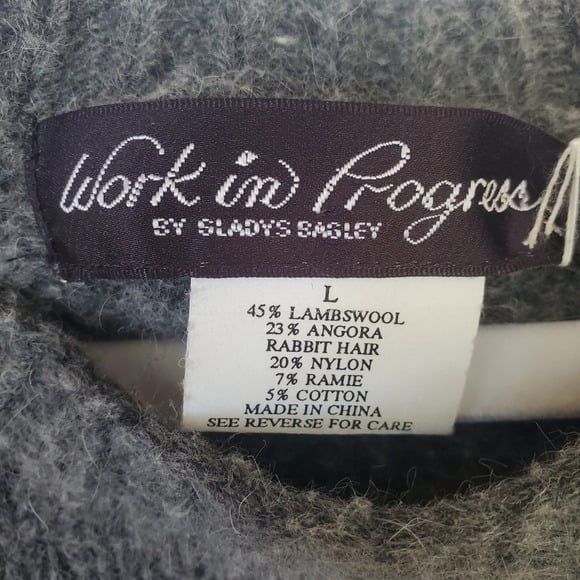 Work in Progress
BY GLADYS BAGLEY
L
45% LAMBSWOOL
23% ANGORA
RABBIT HAIR
20% NYLON
7% RAMIE
5% COTTON
MADE IN CHINA
SEE REVERSE FOR CARE